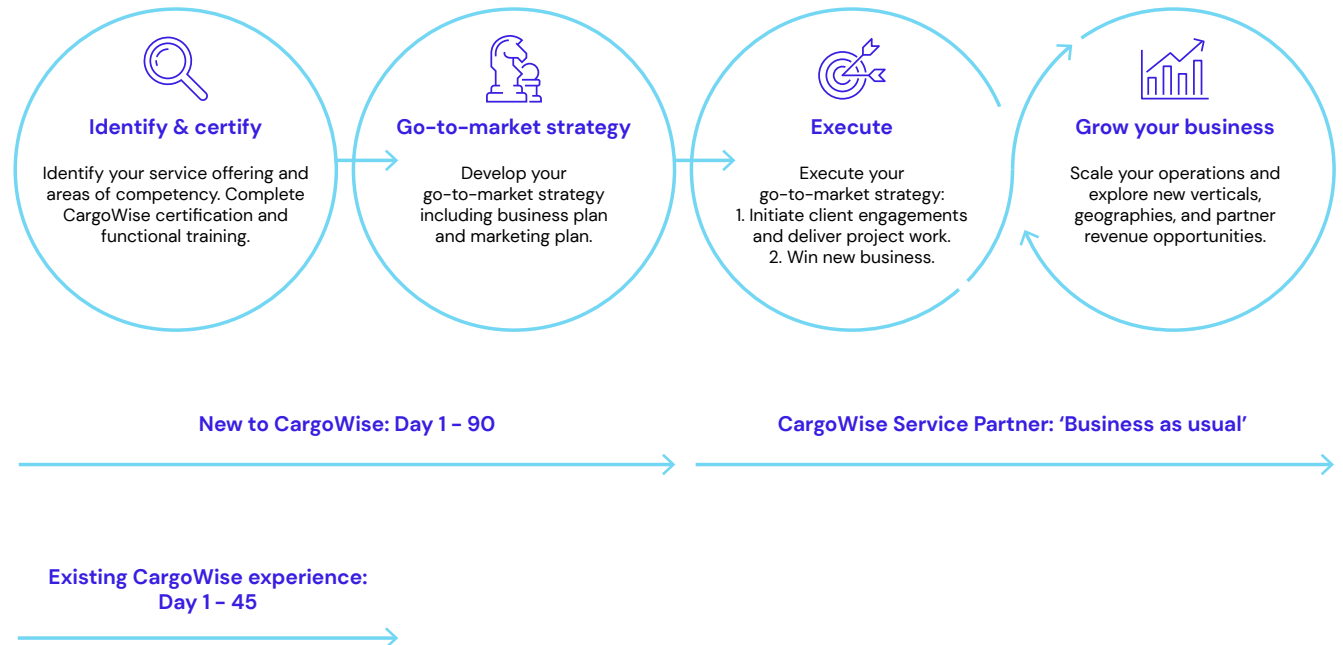 Identify & certify
Identify your service offering and
areas of competency. Complete
CargoWise certification and
functional training.
Go-to-market strategy
Develop your
go-to-market strategy
including business plan
and marketing plan.
Execute
Execute your
go-to-market strategy:
1. Initiate client engagements
and deliver project work.
2. Win new business.
Grow your business
Scale your operations and
explore new verticals,
geographies, and partner
revenue opportunities.
New to CargoWise: Day 1 - 90
CargoWise Service Partner: ‘Business as usual’
Existing CargoWise experience:
Day 1 - 45